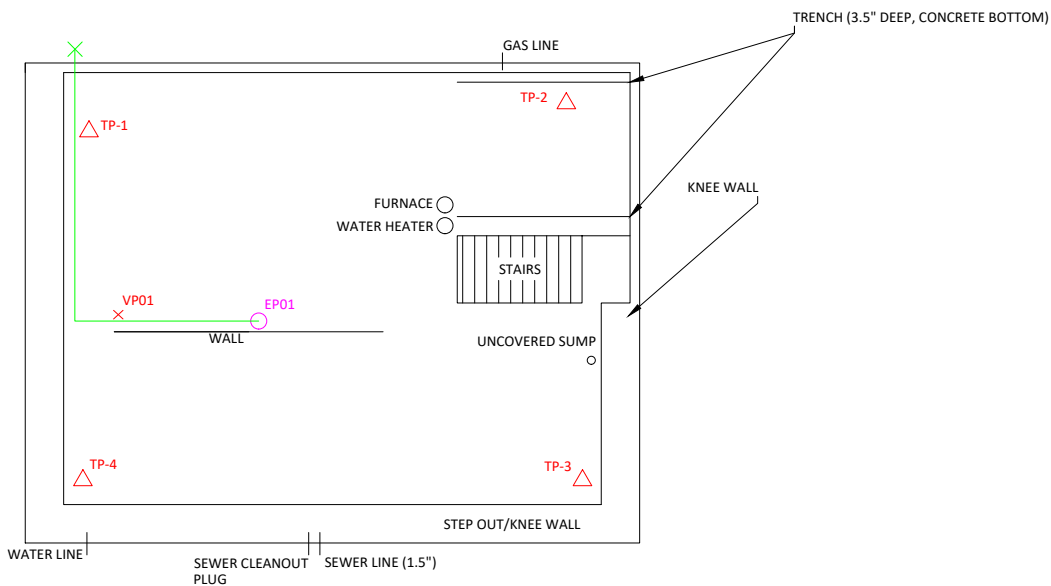 TRENCH (3.5" DEEP, CONCRETE BOTTOM)
GAS LINE
TP-2
TP-1
KNEE WALL
FURNACE
WATER HEATER
STAIRS
VP01
EP01
WALL
UNCOVERED SUMP
TP-4
TP-3
STEP OUT/KNEE WALL
WATER LINE
SEWER CLEANOUT
PLUG
SEWER LINE (1.5")